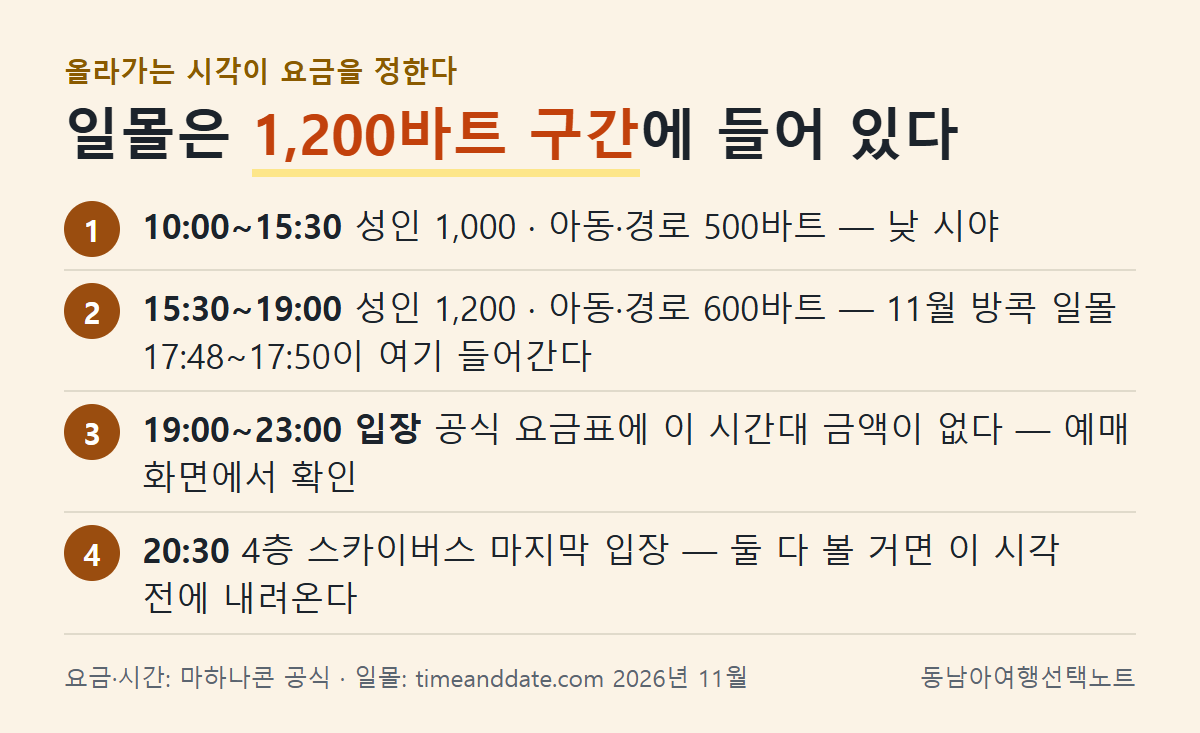 올라가는 시각이 요금을 정한다
일몰은 1,200바트 구간에 들어 있다
1 10:00~15:30 성인 1,000 · 아동·경로 500바트 — 낮 시야
2 15:30~19:00 성인 1,200 · 아동·경로 600바트 — 11월 방콕 일몰
17:48~17:50이 여기 들어간다
3 19:00~23:00 입장 공식 요금표에 이 시간대 금액이 없다 — 예매
화면에서 확인
4 20:30 4층 스카이버스 마지막 입장 — 둘 다 볼 거면 이 시각
전에 내려온다
요금·시간: 마하나콘 공식 · 일몰: timeanddate.com 2026년 11월
동남아여행선택노트